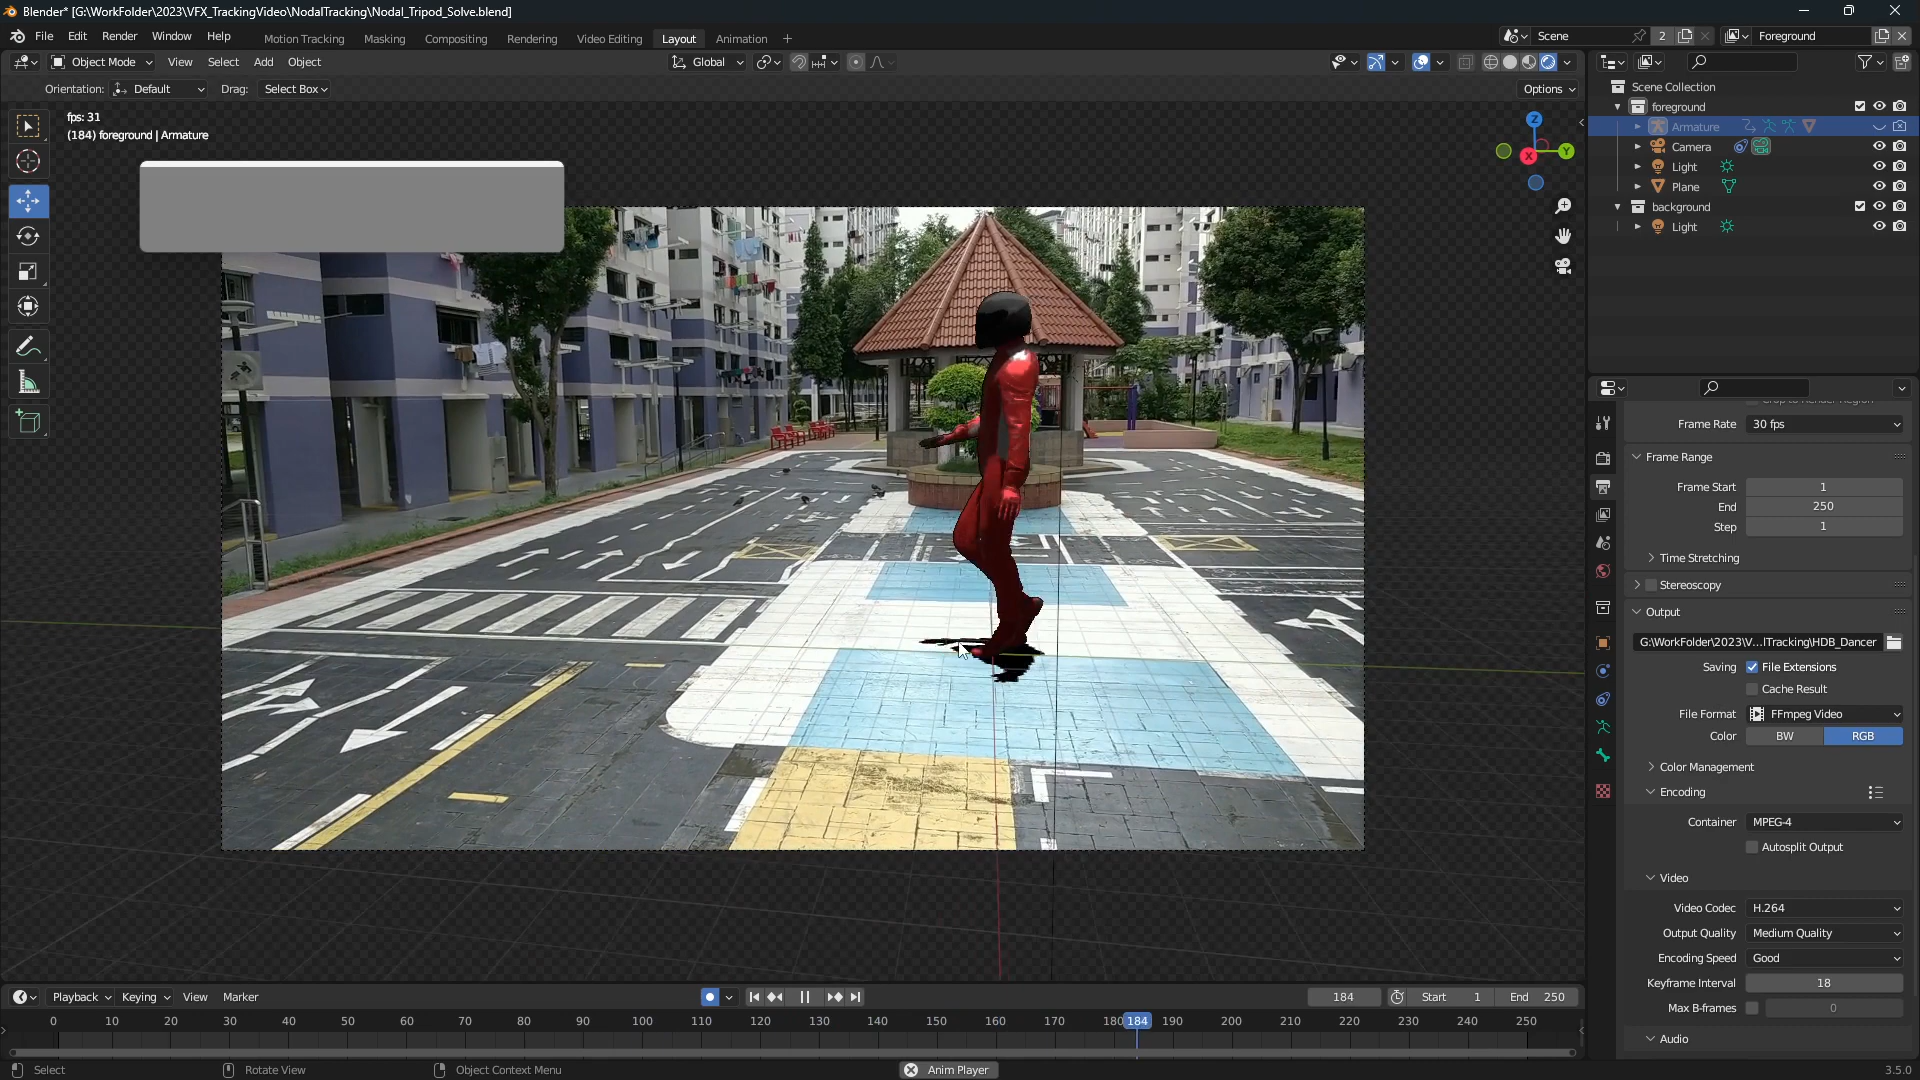 Blender* [G:\WorkFolder\2023\VFX_TrackingVideo\NodalTracking\Nodal_Tripod_Solve.blend]
File Edit Render Window Help Motion Tracking Masking Compositing Rendering Video Editing Layout Animation + Scene 2 Foreground
Object Mode View Select Add Object Global
Orientation: Default Drag: Select Box Options
fps: 31
(184) foreground | Armature
Z
Y
X
Scene Collection
foreground
Armature
Camera
Light
Plane
background
Light
Frame Rate 30 fps
Frame Range
Frame Start 1
End 250
Step 1
Time Stretching
Stereoscopy
Output
G:\WorkFolder\2023\V...lTracking\HDB_Dancer
Saving File Extensions
Cache Result
File Format FFmpeg Video
Color BW RGB
Color Management
Encoding
Container MPEG-4
Autosplit Output
Video
Video Codec H.264
Output Quality Medium Quality
Encoding Speed Good
Keyframe Interval 18
Max B-frames 0
Audio
Playback Keying View Marker 184 Start 1 End 250
0 10 20 30 40 50 60 70 80 90 100 110 120 130 140 150 160 170 180 184 190 200 210 220 230 240 250
Select Rotate View Object Context Menu Anim Player 3.5.0